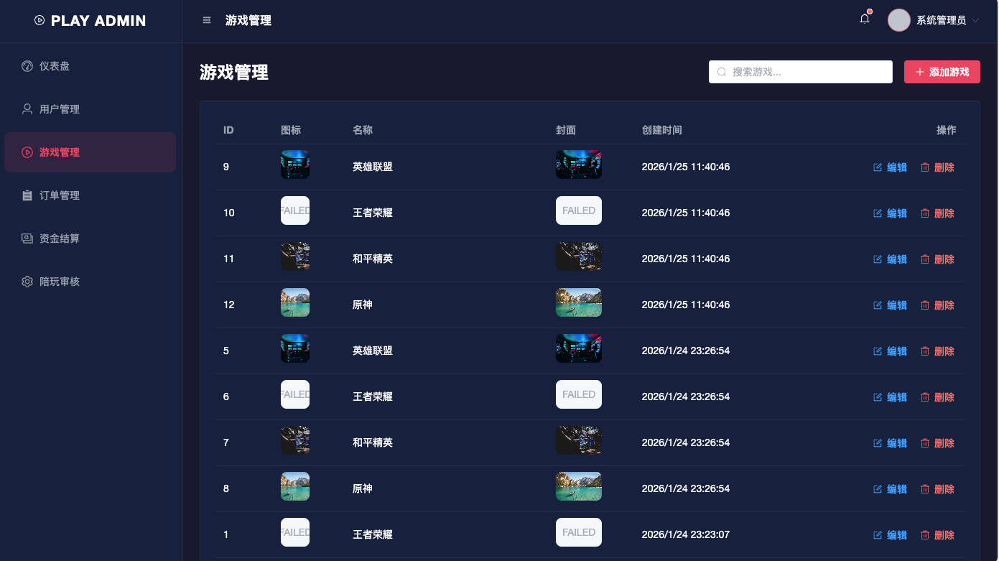 PLAY ADMIN
游戏管理
系统管理员
仪表盘
用户管理
游戏管理
订单管理
资金结算
陪玩审核
游戏管理
搜索游戏...
添加游戏
ID 图标 名称 封面 创建时间 操作
9 英雄联盟 2026/1/25 11:40:46 编辑 删除
10 FAILED 王者荣耀 FAILED 2026/1/25 11:40:46 编辑 删除
11 和平精英 2026/1/25 11:40:46 编辑 删除
12 原神 2026/1/25 11:40:46 编辑 删除
5 英雄联盟 2026/1/24 23:26:54 编辑 删除
6 FAILED 王者荣耀 FAILED 2026/1/24 23:26:54 编辑 删除
7 和平精英 2026/1/24 23:26:54 编辑 删除
8 原神 2026/1/24 23:26:54 编辑 删除
1 FAILED 王者荣耀 FAILED 2026/1/24 23:23:07 编辑 删除